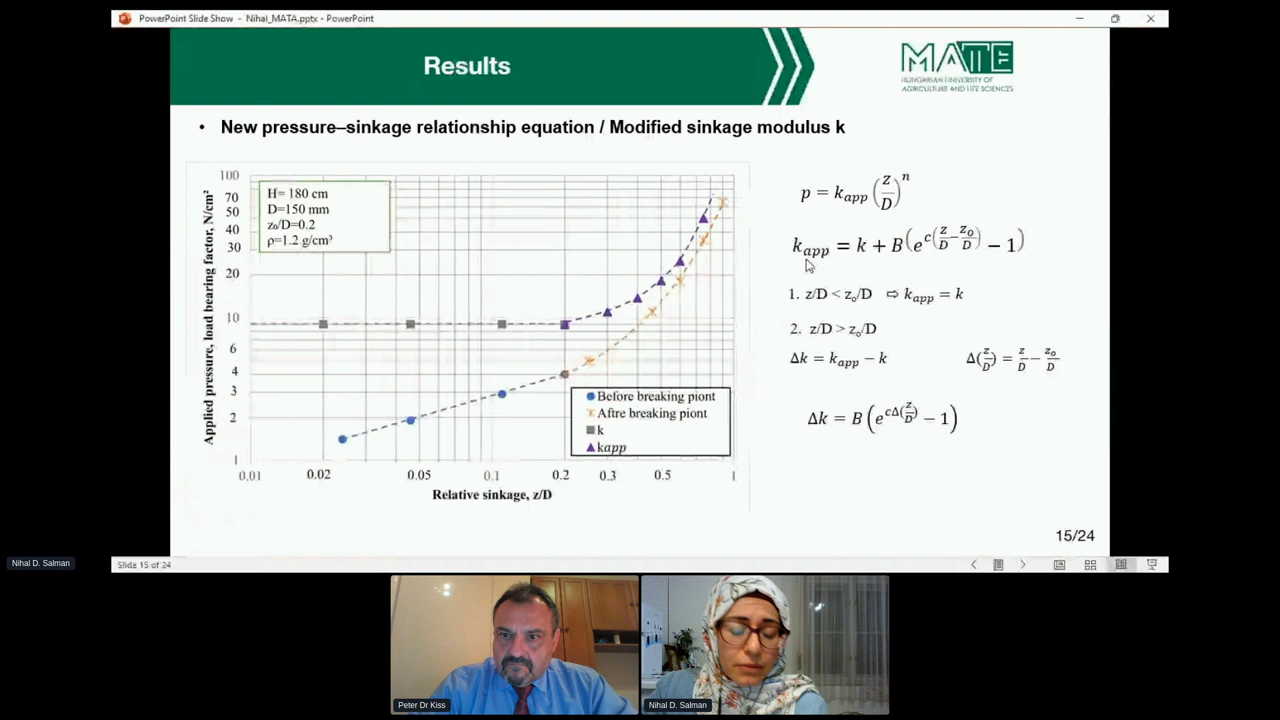 PowerPoint Slide Show - Nihal_MATA.pptx - PowerPoint
Results
MATE
HUNGARIAN UNIVERSITY OF
AGRICULTURE AND LIFE SCIENCES
• New pressure–sinkage relationship equation / Modified sinkage modulus k
Applied pressure, load bearing factor, N/cm²
100
70
50
40
30
20
10
6
4
3
2
1
H= 180 cm
D=150 mm
z₀/D=0.2
ρ=1.2 g/cm³
Before breaking piont
Aftre breaking piont
k
kapp
0.01 0.02 0.05 0.1 0.2 0.3 0.5 1
Relative sinkage, z/D
p = k_app (z/D)^n
k_app = k + B(e^(c(z/D − z₀/D)) − 1)
1. z/D < z₀/D ⇨ k_app = k
2. z/D > z₀/D
Δk = k_app − k Δ(z/D) = z/D − z₀/D
Δk = B(e^(cΔ(z/D)) − 1)
15/24
Nihal D. Salman
Slide 15 of 24
Peter Dr Kiss
Nihal D. Salman